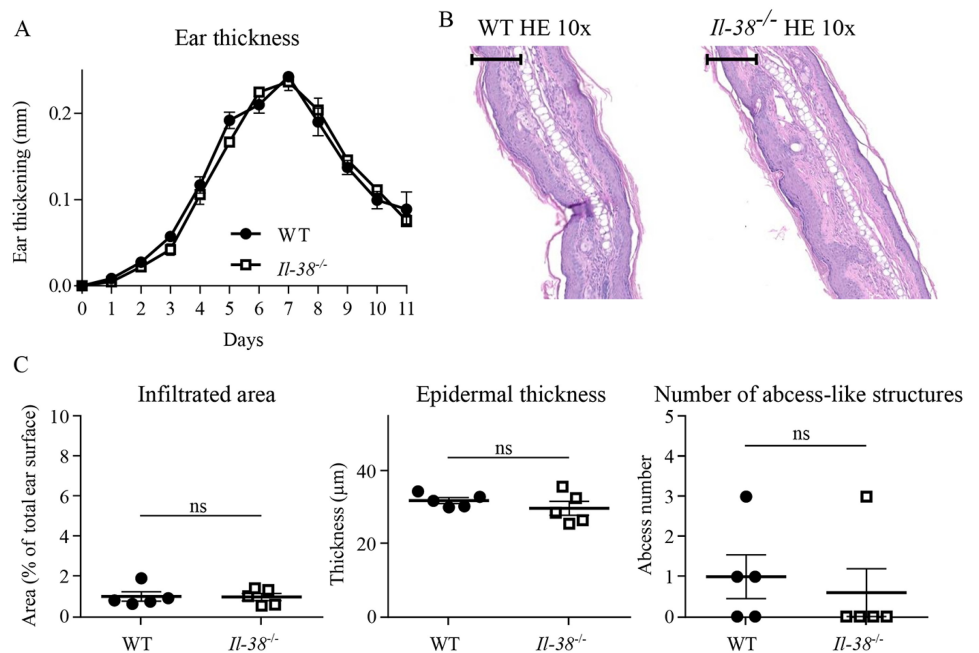 A
Ear thickness
Ear thickening (mm)
0.2
0.1
0.0
0 1 2 3 4 5 6 7 8 9 10 11
Days
WT
Il-38-/-
B
WT HE 10x
Il-38-/- HE 10x
C
Infiltrated area
Area (% of total ear surface)
10
8
6
4
2
0
ns
WT Il-38-/-
Epidermal thickness
Thickness (µm)
40
20
0
ns
WT Il-38-/-
Number of abcess-like structures
Abcess number
5
4
3
2
1
0
ns
WT Il-38-/-